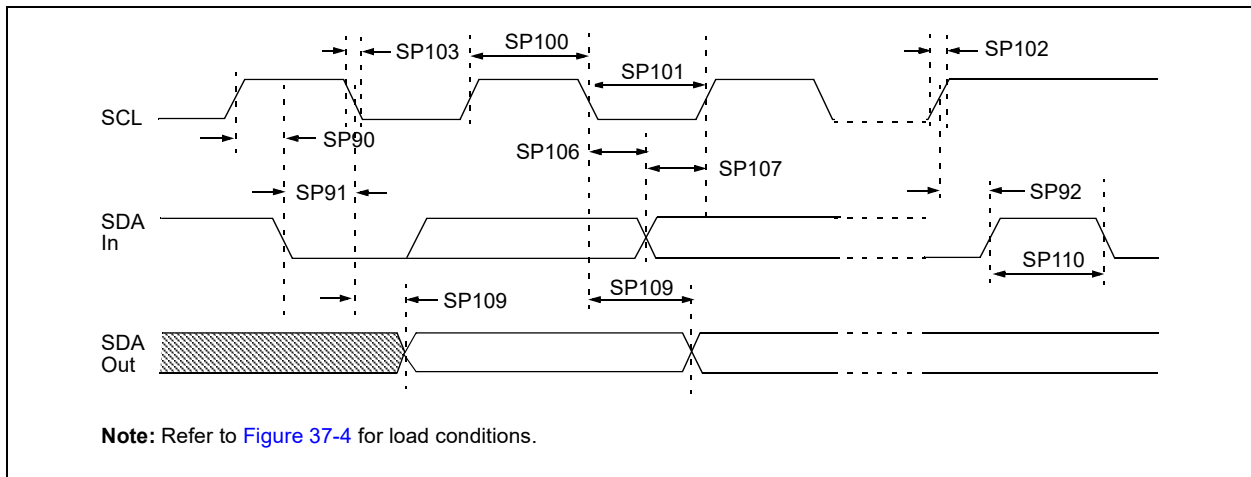 SP103
SP100
SP102
SP101
SCL
SP90
SP106
SP107
SP91
SP92
SDA
In
SP110
SP109
SP109
SDA
Out
Note: Refer to Figure 37-4 for load conditions.